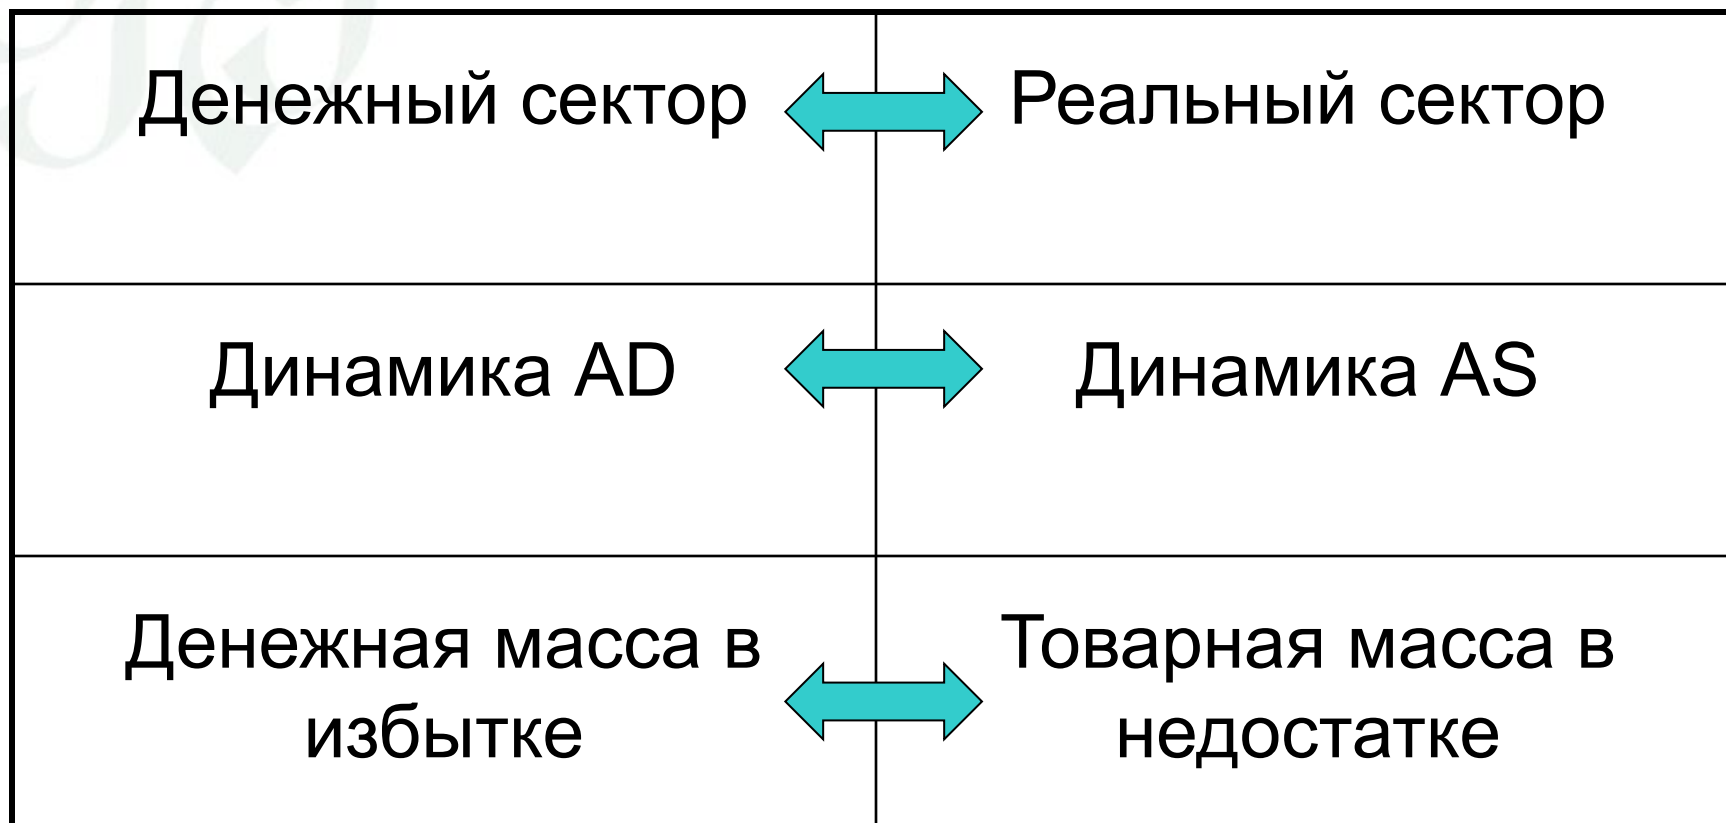 Денежный сектор
Реальный сектор
Динамика AD
Динамика AS
Денежная масса в
избытке
Товарная масса в
недостатке